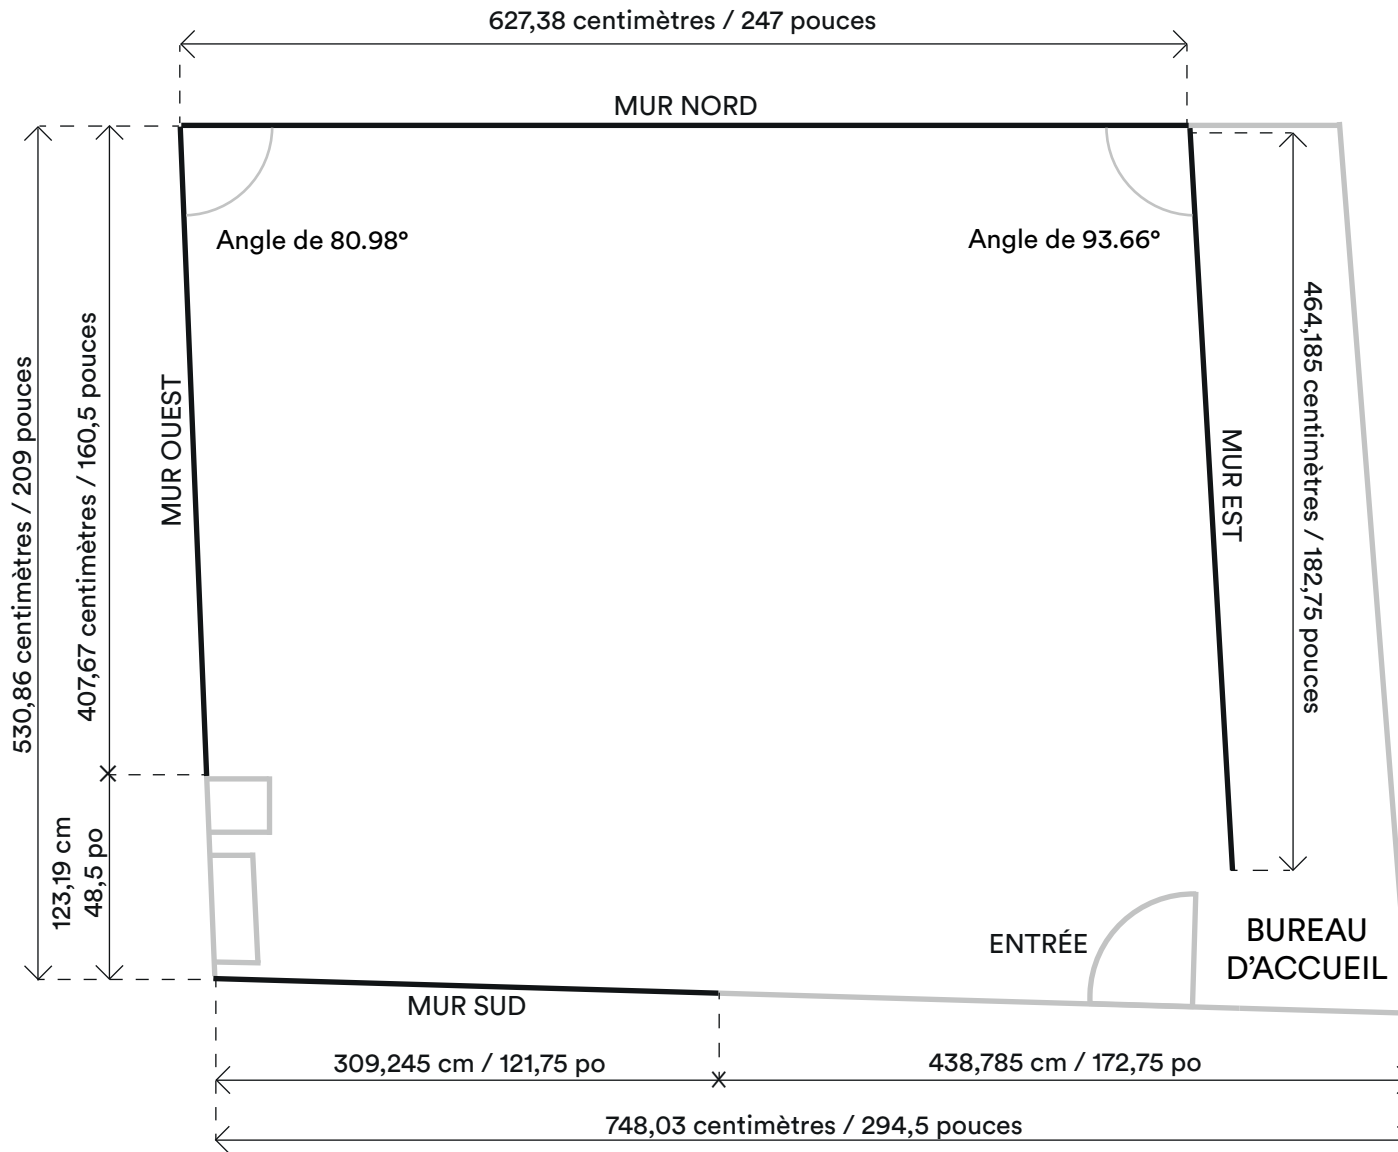 627,38 centimètres / 247 pouces
MUR NORD
Angle de 80.98°
Angle de 93.66°
530,86 centimètres / 209 pouces
407,67 centimètres / 160,5 pouces
MUR OUEST
MUR EST
464,185 centimètres / 182,75 pouces
123,19 cm
48,5 po
ENTRÉE
BUREAU
D'ACCUEIL
MUR SUD
309,245 cm / 121,75 po
438,785 cm / 172,75 po
748,03 centimètres / 294,5 pouces